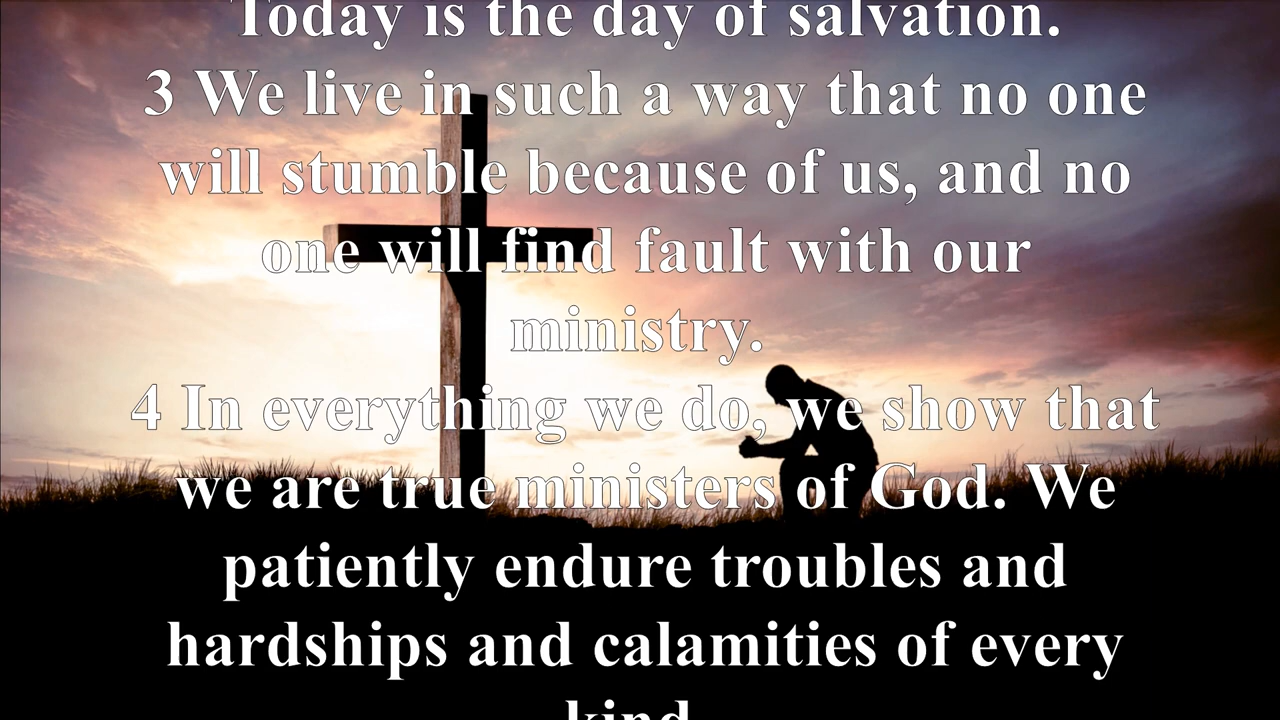 Today is the day of salvation.
3 We live in such a way that no one
will stumble because of us, and no
one will find fault with our
ministry.
4 In everything we do, we show that
we are true ministers of God. We
patiently endure troubles and
hardships and calamities of every
kind.